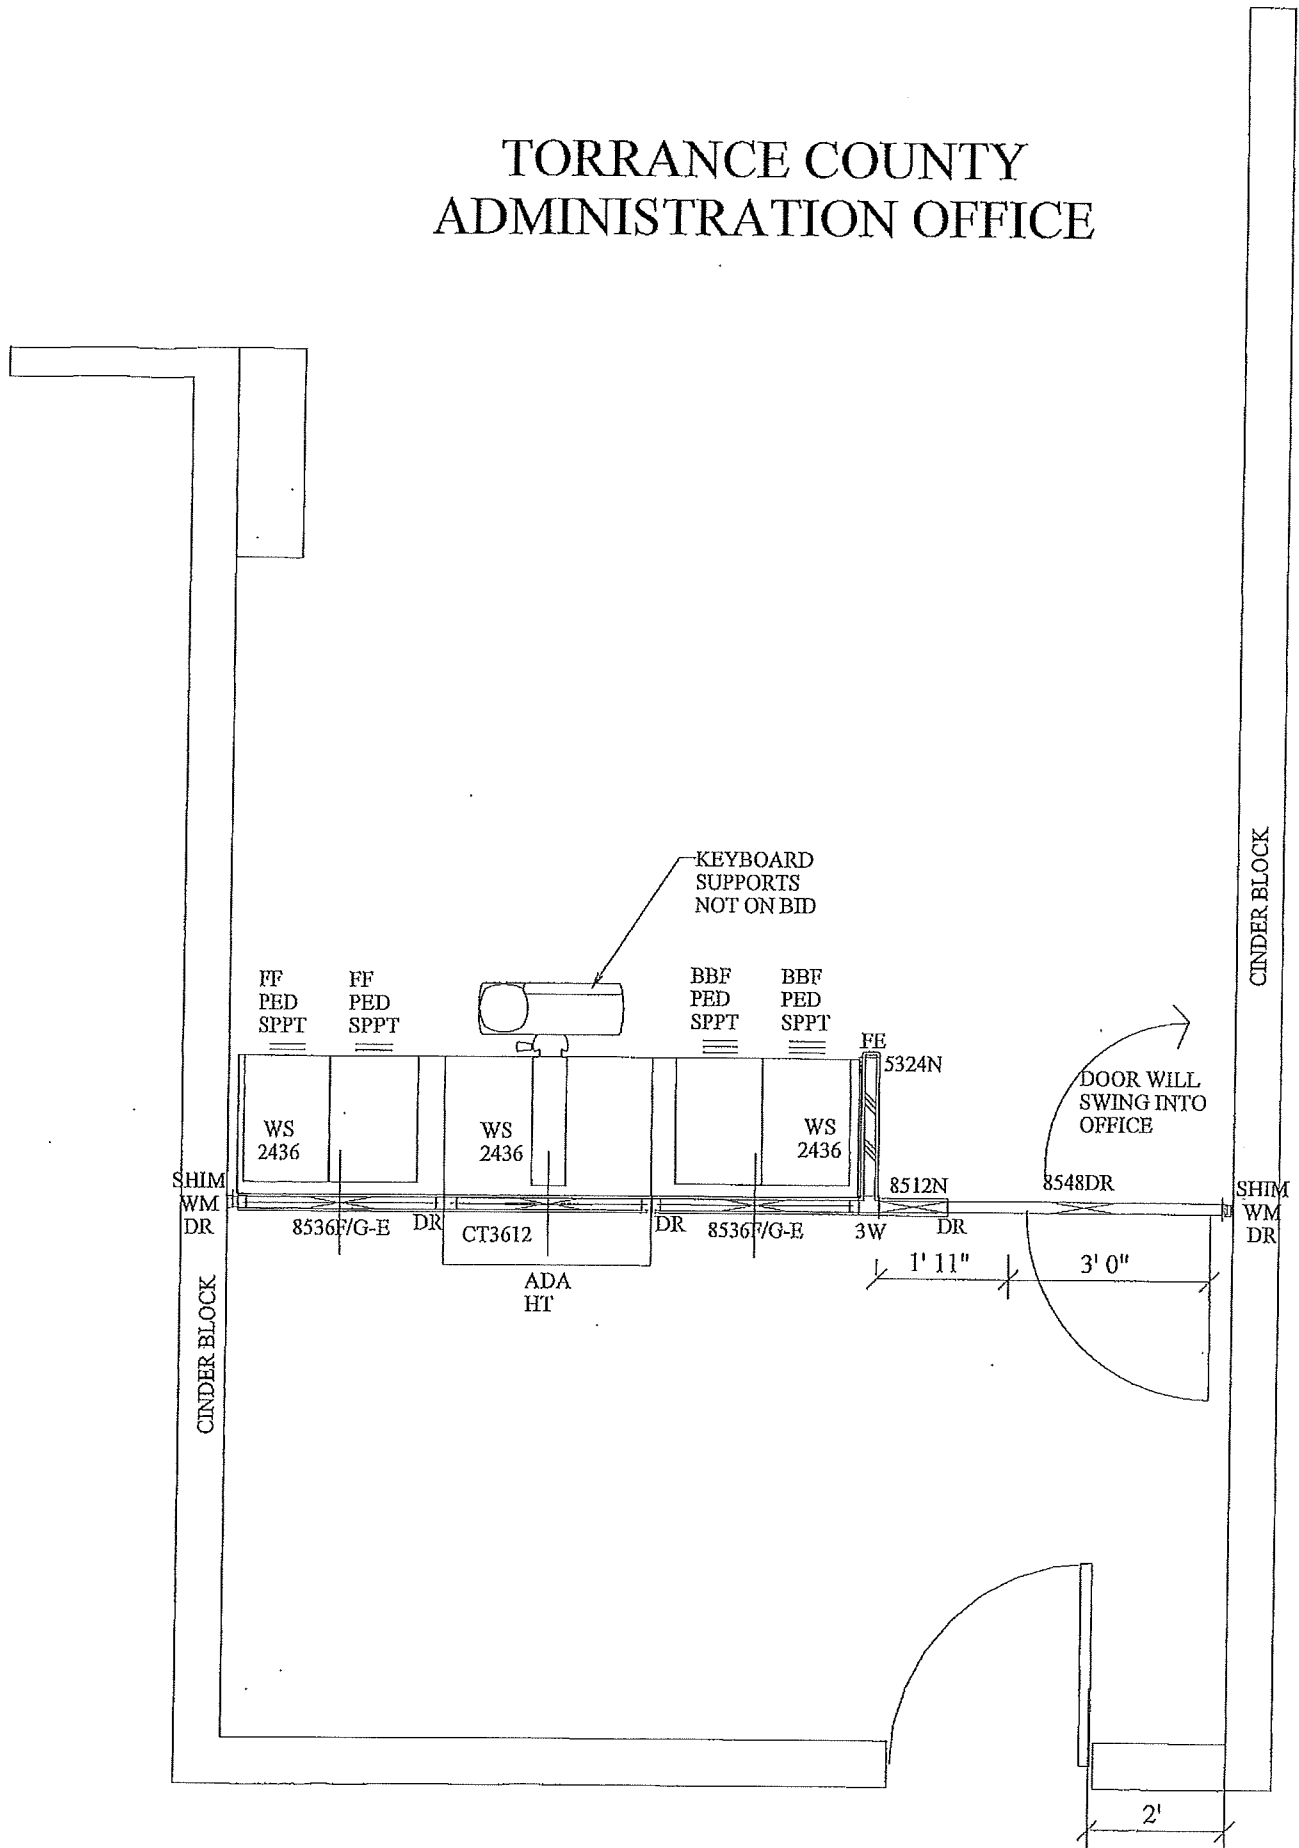 TORRANCE COUNTY
ADMINISTRATION OFFICE
CINDER BLOCK
KEYBOARD
SUPPORTS
NOT ON BID
FF
PED
SPPT
FF
PED
SPPT
BBF
PED
SPPT
BBF
PED
SPPT
FE
5324N
DOOR WILL
SWING INTO
OFFICE
WS
2436
WS
2436
WS
2436
SHIM
WM
DR
8536F/G-E
DR
CT3612
DR
8536F/G-E
3W
8512N
DR
8548DR
SHIM
WM
DR
1' 11"
3' 0"
ADA
HT
CINDER BLOCK
2'